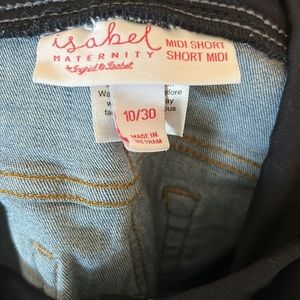 isabel
MATERNITY
by Ingrid & Isabel.
MIDI SHORT
SHORT MIDI
10/30
MADE IN
VIETNAM